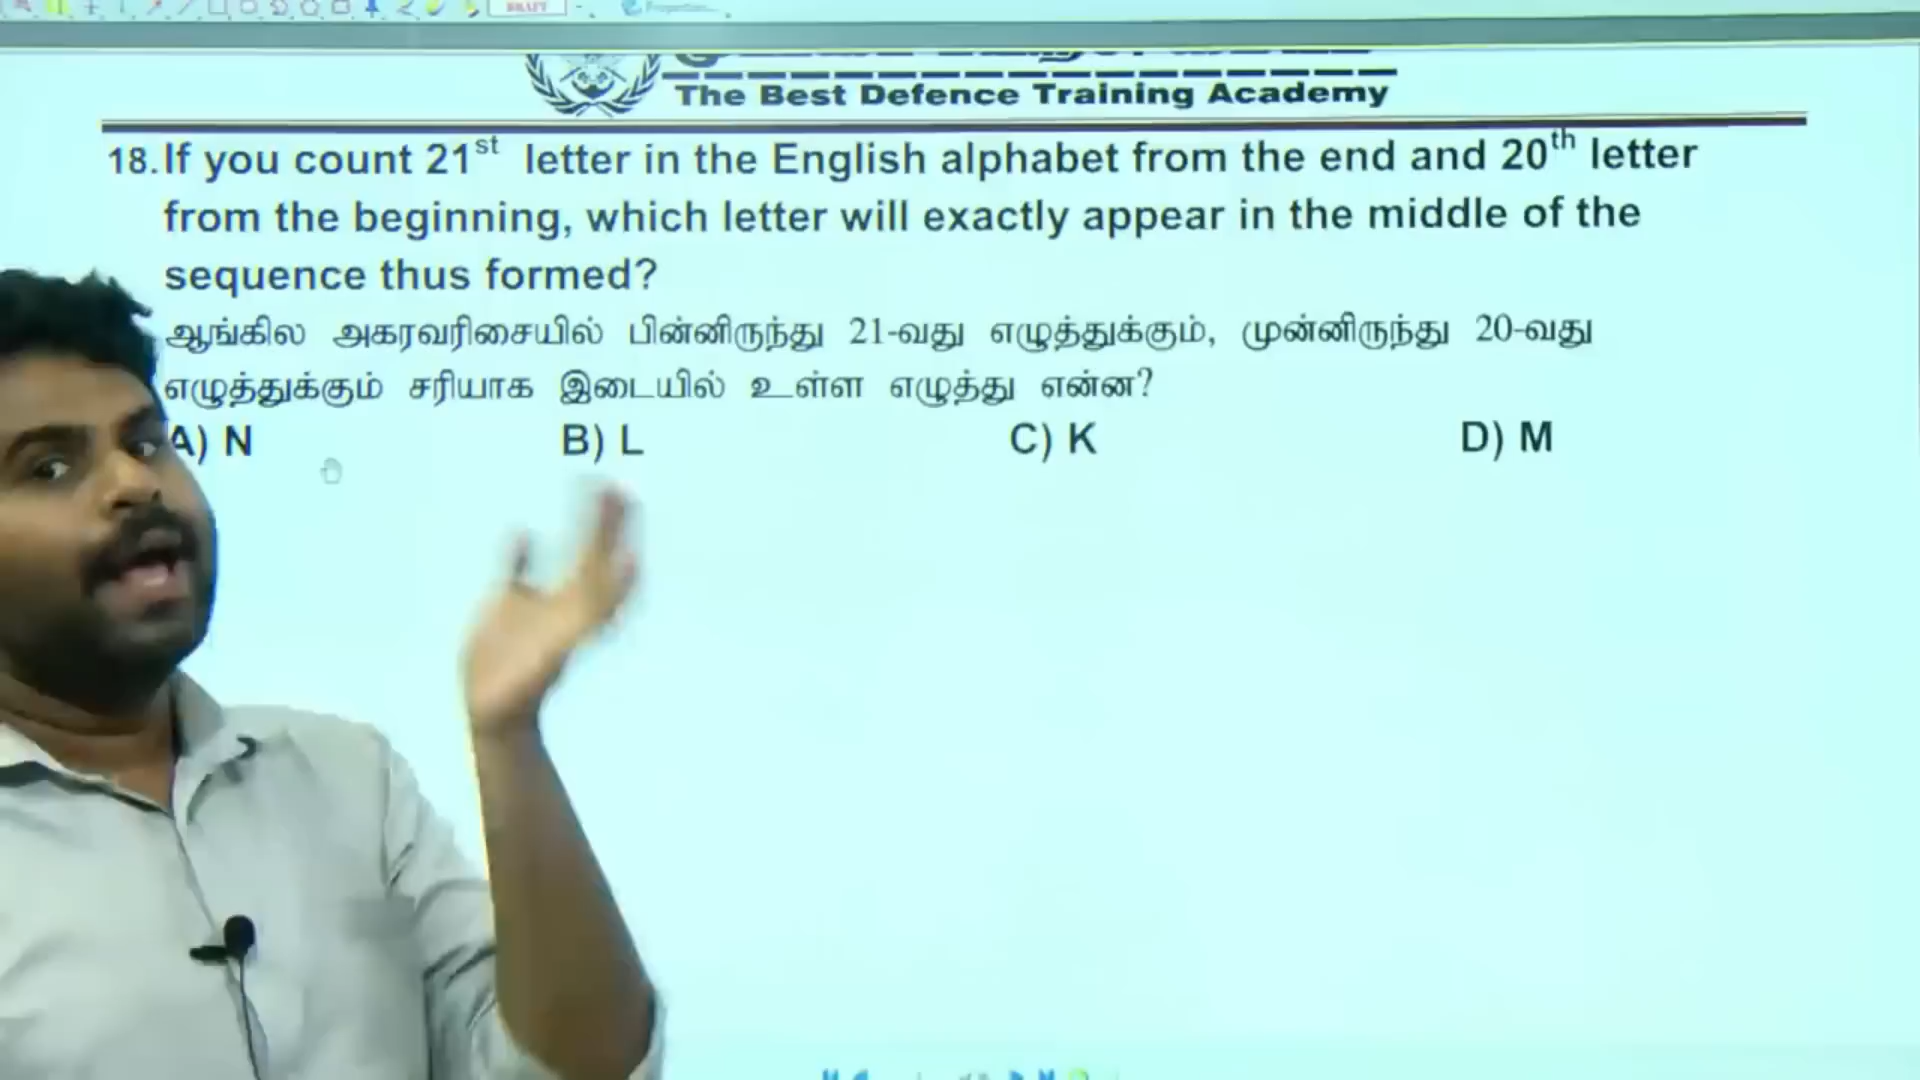 DRAFT
The Best Defence Training Academy
18. If you count 21st letter in the English alphabet from the end and 20th letter
from the beginning, which letter will exactly appear in the middle of the
sequence thus formed?
ஆங்கில அகரவரிசையில் பின்னிருந்து 21-வது எழுத்துக்கும், முன்னிருந்து 20-வது
எழுத்துக்கும் சரியாக இடையில் உள்ள எழுத்து என்ன?
A) N B) L C) K D) M